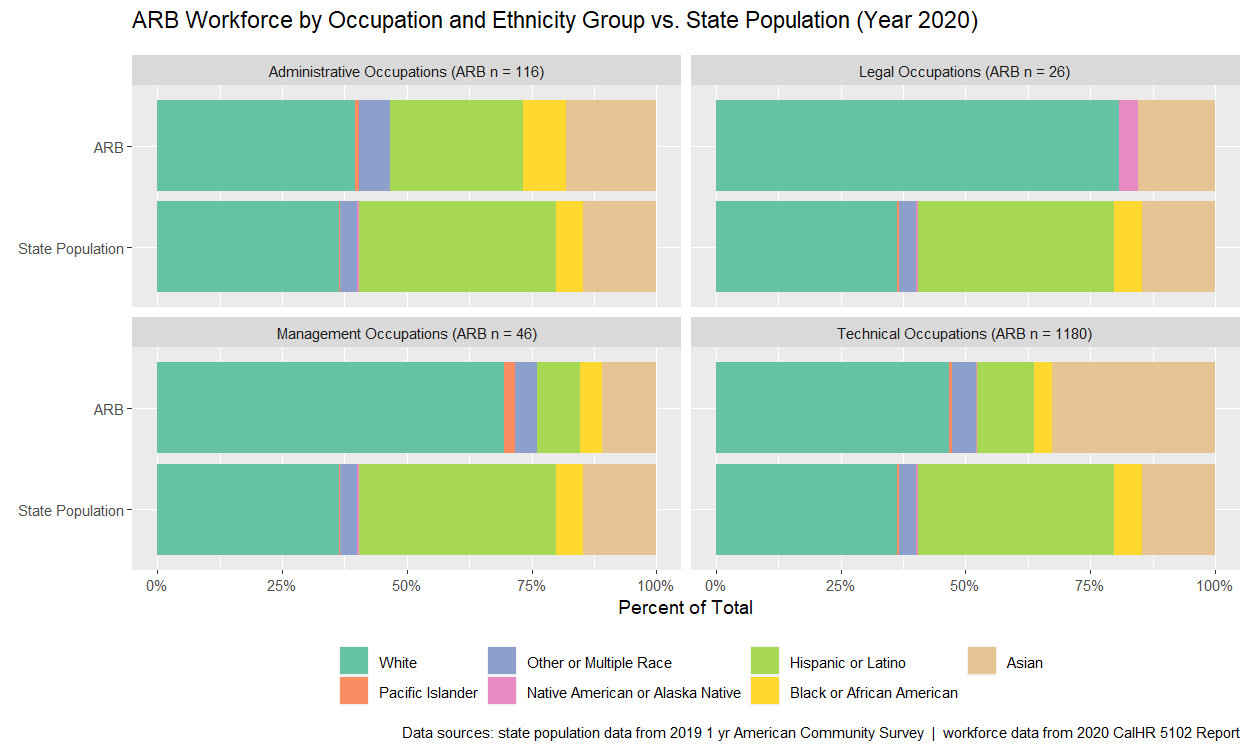 ARB Workforce by Occupation and Ethnicity Group vs. State Population (Year 2020)
Administrative Occupations (ARB n = 116)
Legal Occupations (ARB n = 26)
ARB
State Population
Management Occupations (ARB n = 46)
Technical Occupations (ARB n = 1180)
ARB
State Population
0% 25% 50% 75% 100% 0% 25% 50% 75% 100%
Percent of Total
White Other or Multiple Race Hispanic or Latino Asian
Pacific Islander Native American or Alaska Native Black or African American
Data sources: state population data from 2019 1 yr American Community Survey | workforce data from 2020 CalHR 5102 Report